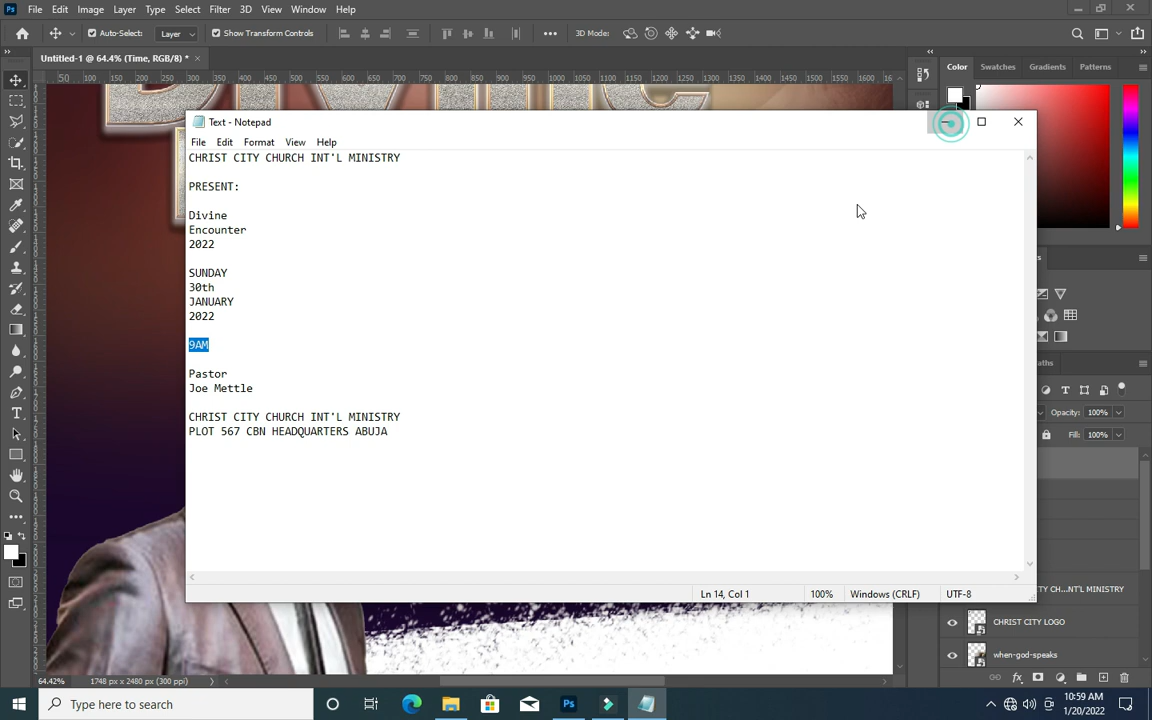 File Edit Image Layer Type Select Filter 3D View Window Help
Auto-Select: Layer Show Transform Controls 3D Mode:
Untitled-1 @ 64.4% (Time, RGB/8) *
Color Swatches Gradients Patterns
Text - Notepad
File Edit Format View Help
CHRIST CITY CHURCH INT'L MINISTRY
PRESENT:
Divine
Encounter
2022
SUNDAY
30th
JANUARY
2022
9AM
Pastor
Joe Mettle
CHRIST CITY CHURCH INT'L MINISTRY
PLOT 567 CBN HEADQUARTERS ABUJA
Ln 14, Col 1 100% Windows (CRLF) UTF-8
Opacity: 100%
Fill: 100%
TY CH...NT'L MINISTRY
CHRIST CITY LOGO
when-god-speaks
64.42% 1748 px x 2480 px (300 ppi)
Type here to search
10:59 AM
1/20/2022